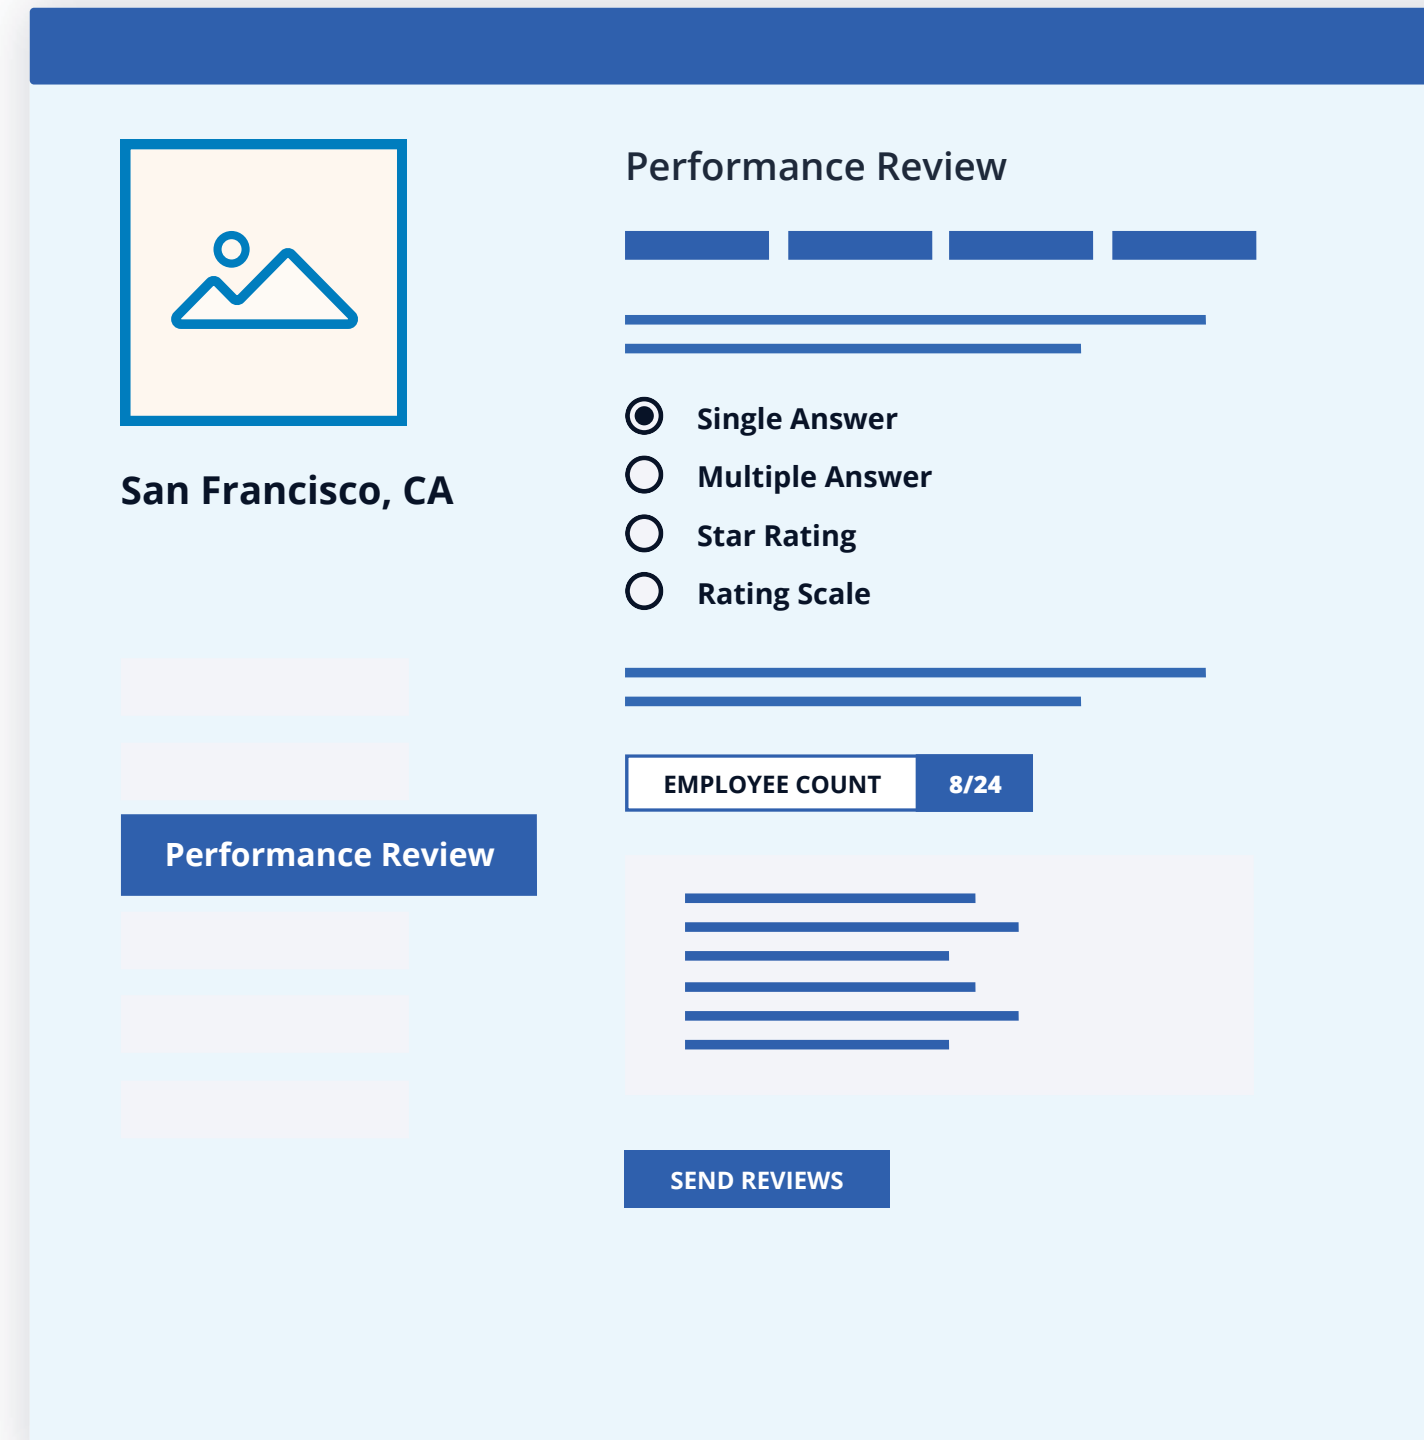 San Francisco, CA
Performance Review
Performance Review
Single Answer
Multiple Answer
Star Rating
Rating Scale
EMPLOYEE COUNT 8/24
SEND REVIEWS